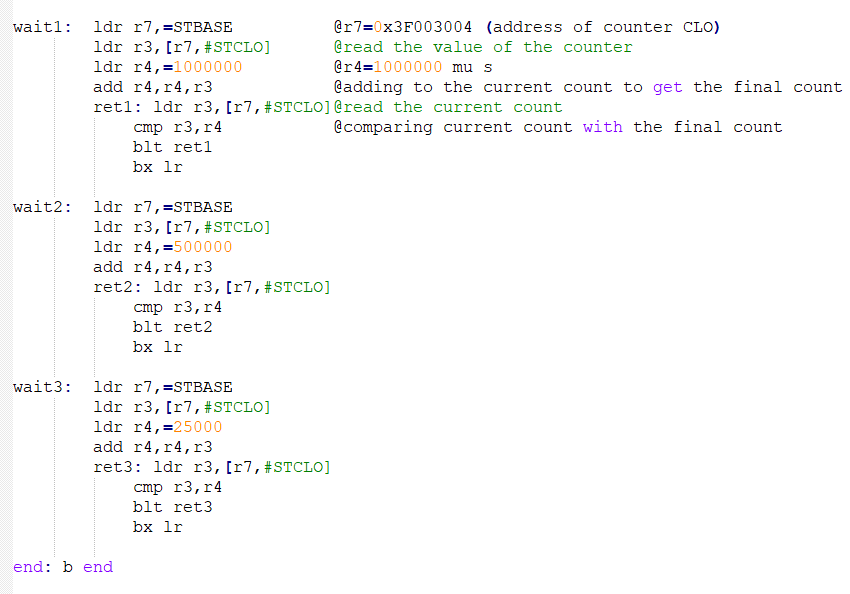 wait1:  ldr r7,=STBASE          @r7=0x3F003004 (address of counter CLO)
        ldr r3,[r7,#STCLO]      @read the value of the counter
        ldr r4,=1000000         @r4=1000000 mu s
        add r4,r4,r3            @adding to the current count to get the final count
        ret1: ldr r3,[r7,#STCLO]@read the current count
            cmp r3,r4           @comparing current count with the final count
            blt ret1
            bx lr

wait2:  ldr r7,=STBASE
        ldr r3,[r7,#STCLO]
        ldr r4,=500000
        add r4,r4,r3
        ret2: ldr r3,[r7,#STCLO]
            cmp r3,r4
            blt ret2
            bx lr

wait3:  ldr r7,=STBASE
        ldr r3,[r7,#STCLO]
        ldr r4,=25000
        add r4,r4,r3
        ret3: ldr r3,[r7,#STCLO]
            cmp r3,r4
            blt ret3
            bx lr

end: b end